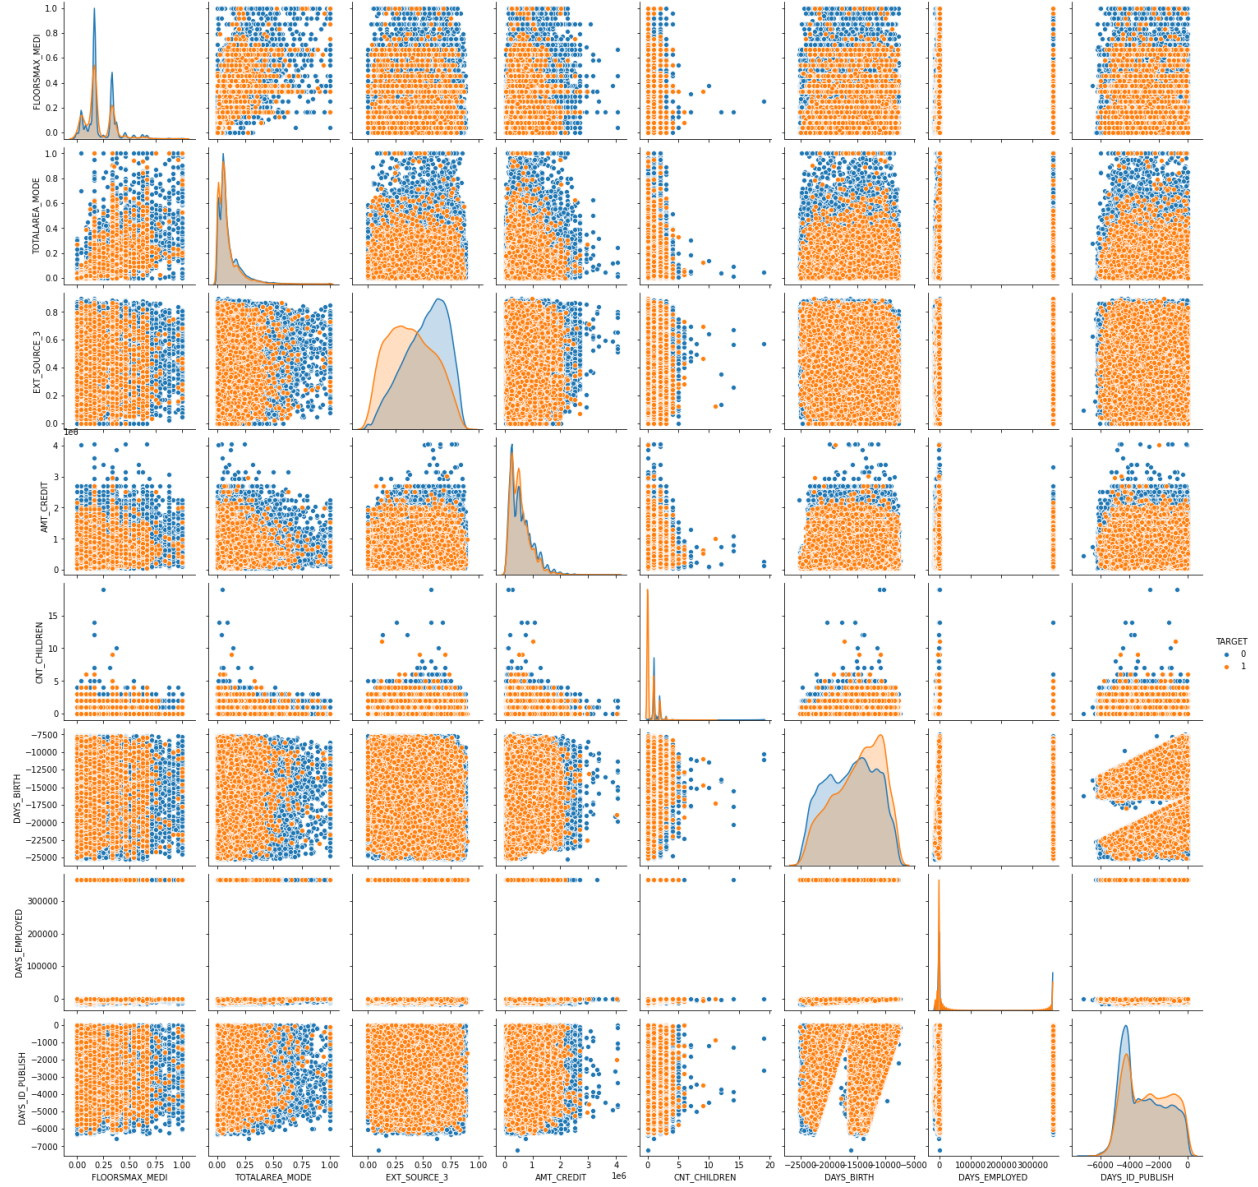 1.0
0.8
0.6
0.4
0.2
0.0
FLOORSMAX_MEDI
1.0
0.8
0.6
0.4
0.2
0.0
TOTALAREA_MODE
0.8
0.6
0.4
0.2
0.0
EXT_SOURCE_3
1e6
4
3
2
1
0
AMT_CREDIT
15
10
5
0
CNT_CHILDREN
TARGET
0
1
−7500
−10000
−12500
−15000
−17500
−20000
−22500
−25000
DAYS_BIRTH
300000
200000
100000
0
DAYS_EMPLOYED
0
−1000
−2000
−3000
−4000
−5000
−6000
−7000
DAYS_ID_PUBLISH
0.00 0.25 0.50 0.75 1.00
FLOORSMAX_MEDI
0.00 0.25 0.50 0.75 1.00
TOTALAREA_MODE
0.00 0.25 0.50 0.75 1.00
EXT_SOURCE_3
0 1 2 3 4
1e6
AMT_CREDIT
0 5 10 15 20
CNT_CHILDREN
−25000 −20000 −15000 −10000 −5000
DAYS_BIRTH
0 100000 200000 300000
DAYS_EMPLOYED
−6000 −4000 −2000 0
DAYS_ID_PUBLISH